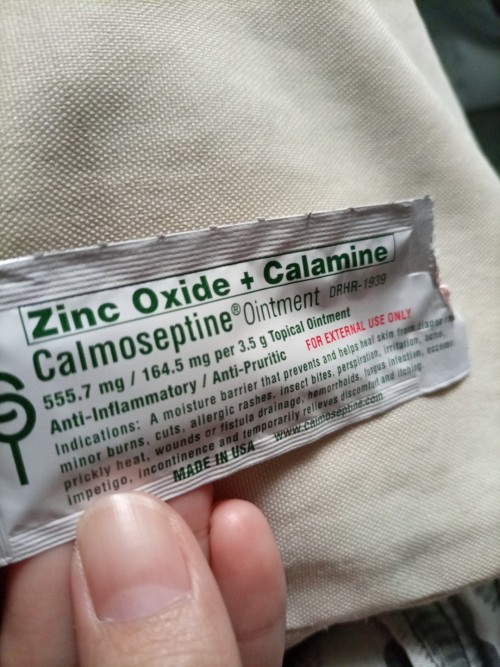 Zinc Oxide + Calamine
Calmoseptine® Ointment DRHR-1939
555.7 mg / 164.5 mg per 3.5 g Topical Ointment
Anti-Inflammatory / Anti-Pruritic FOR EXTERNAL USE ONLY
Indications: A moisture barrier that prevents and helps heal skin from
minor burns, cuts, allergic rashes, insect bites, perspiration, irritation,
prickly heat, wounds or fistula drainage, hemorrhoids, fungus infection,
impetigo, incontinence and temporarily relieves discomfort and itching.
MADE IN USA www.calmoseptine.com